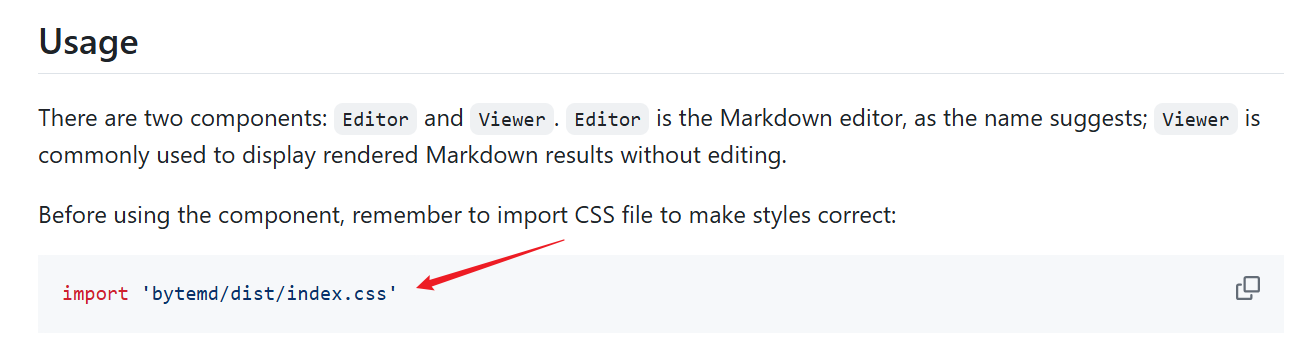 Usage
There are two components: Editor and Viewer. Editor is the Markdown editor, as the name suggests; Viewer is
commonly used to display rendered Markdown results without editing.
Before using the component, remember to import CSS file to make styles correct:
import 'bytemd/dist/index.css'